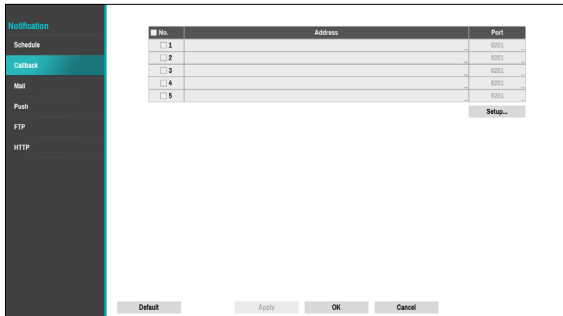 Notification
Schedule
Callback
Mail
Push
FTP
HTTP
No. Address Port
1 8201
2 8201
3 8201
4 8201
5 8201
Setup...
Default Apply OK Cancel